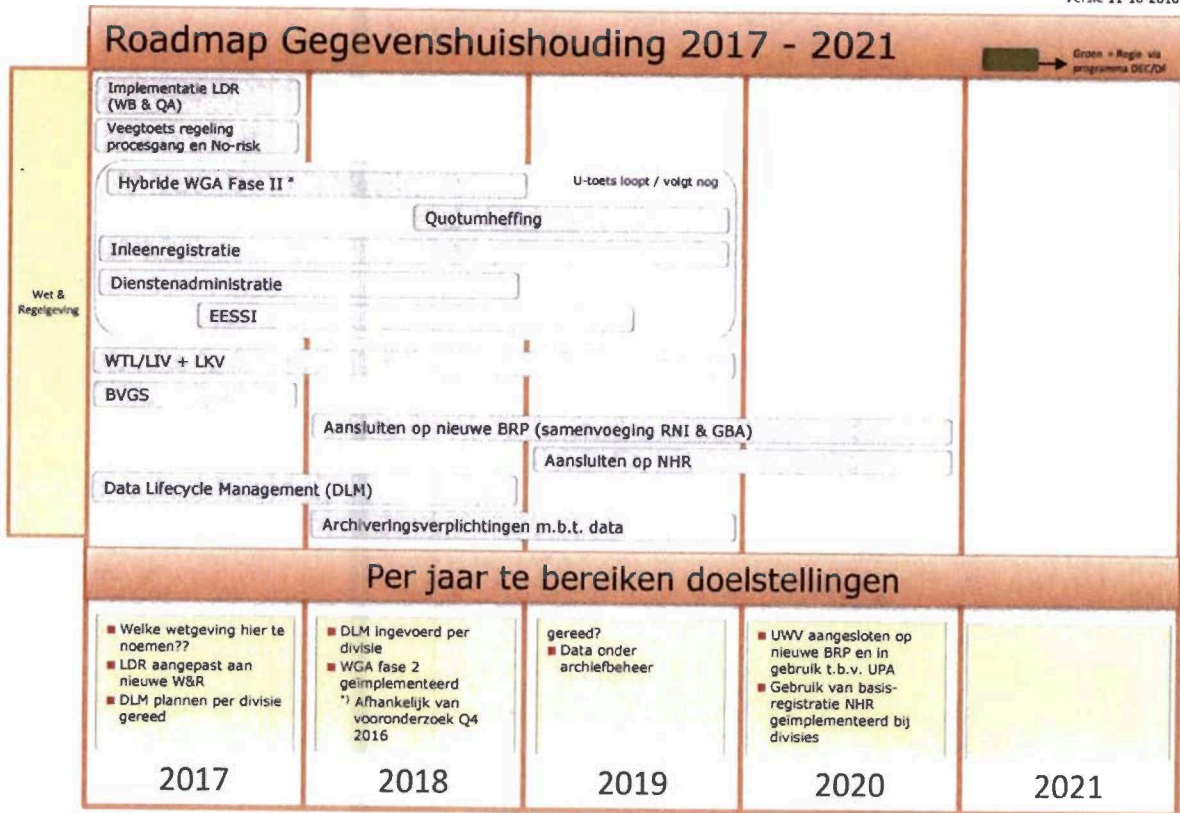 Versie 11-10-2016
Roadmap Gegevenshuishouding 2017 - 2021
Groen = Regie via
programma DEC/DF
Wet &
Regelgeving
Implementatie LDR
(WB & QA)
Veegtoets regeling
procesgang en No-risk
Hybride WGA Fase II *
U-toets loopt / volgt nog
Quotumheffing
Inleenregistratie
Dienstenadministratie
EESSI
WTL/LIV + LKV
BVGS
Aansluiten op nieuwe BRP (samenvoeging RNI & GBA)
Aansluiten op NHR
Data Lifecycle Management (DLM)
Archiveringsverplichtingen m.b.t. data
Per jaar te bereiken doelstellingen
Welke wetgeving hier te
noemen??
LDR aangepast aan
nieuwe W&R
DLM plannen per divisie
gereed
2017
DLM ingevoerd per
divisie
WGA fase 2
geïmplementeerd
*) Afhankelijk van
vooronderzoek Q4
2016
2018
gereed?
Data onder
archiefbeheer
2019
UWV aangesloten op
nieuwe BRP en in
gebruik t.b.v. UPA
Gebruik van basis-
registratie NHR
geïmplementeerd bij
divisies
2020
2021